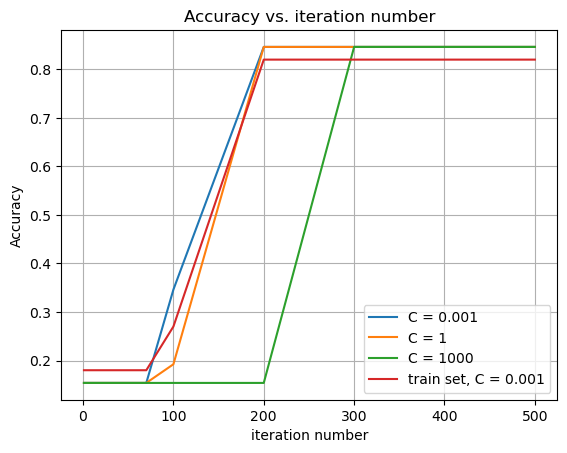 Accuracy vs. iteration number
Accuracy
0.8
0.7
0.6
0.5
0.4
0.3
0.2
C = 0.001
C = 1
C = 1000
train set, C = 0.001
0 100 200 300 400 500
iteration number